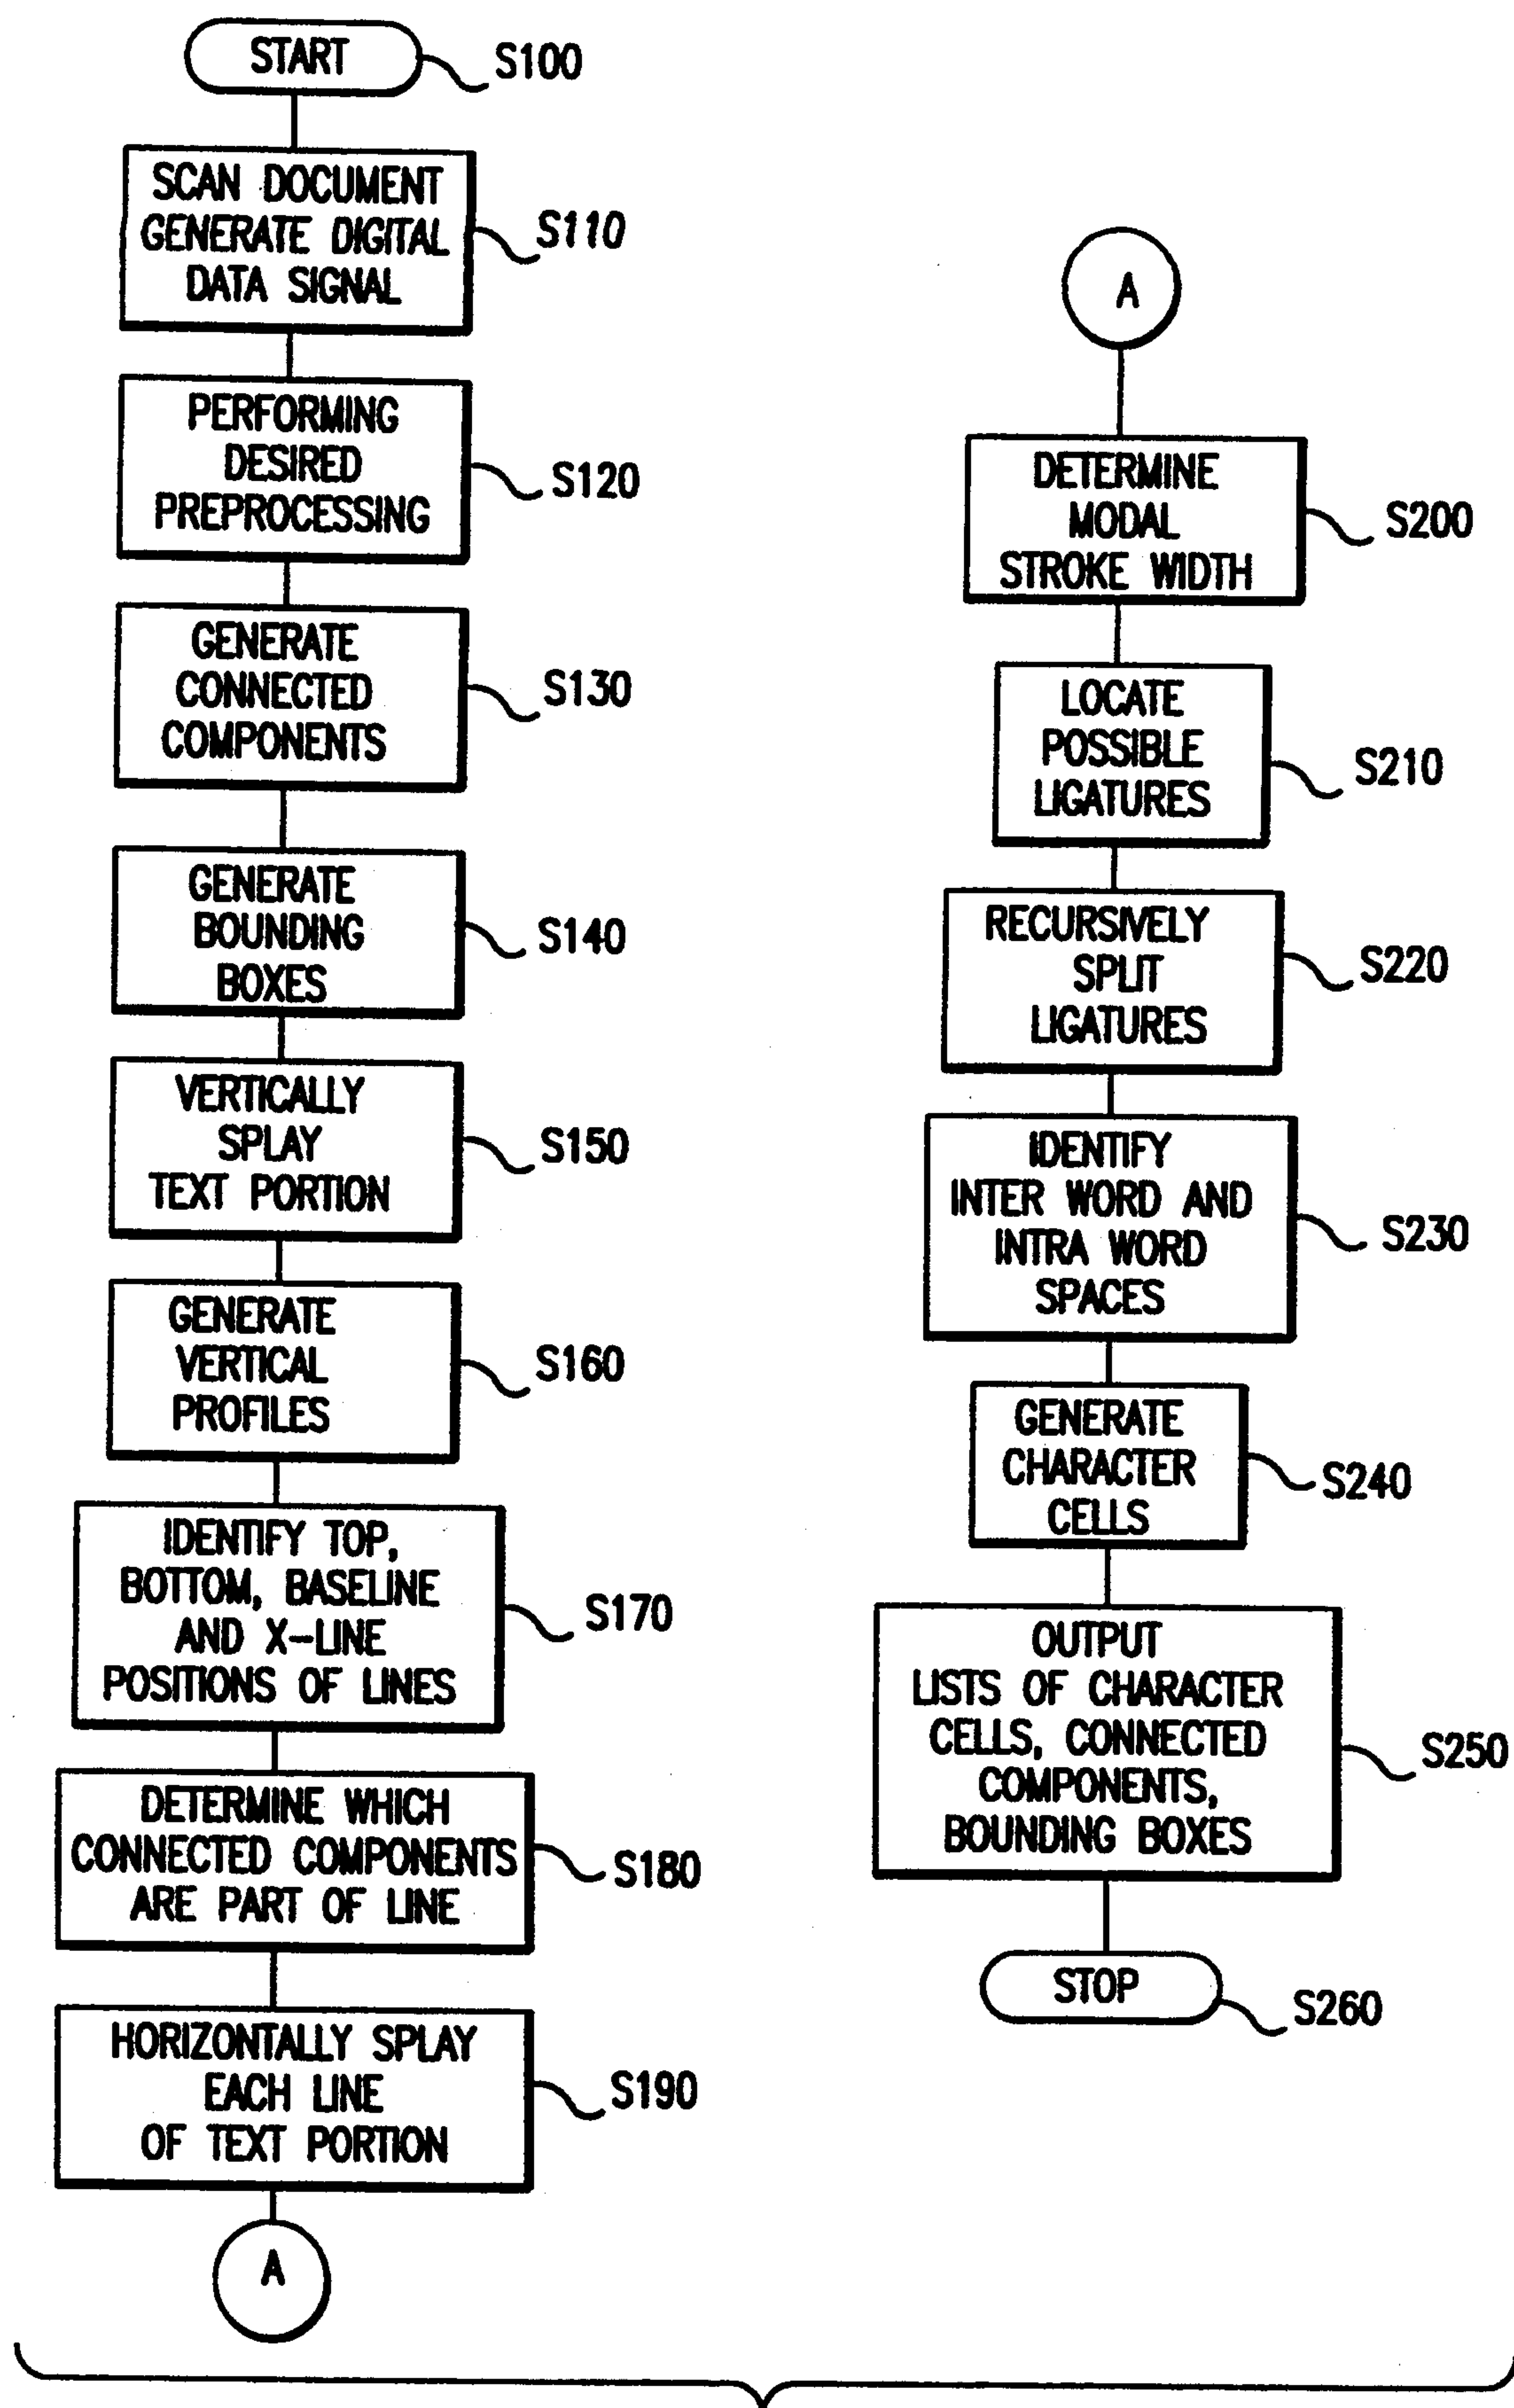 START
S100
SCAN DOCUMENT
GENERATE DIGITAL
DATA SIGNAL
S110
PERFORMING
DESIRED
PREPROCESSING
S120
GENERATE
CONNECTED
COMPONENTS
S130
GENERATE
BOUNDING
BOXES
S140
VERTICALLY
SPLAY
TEXT PORTION
S150
GENERATE
VERTICAL
PROFILES
S160
IDENTIFY TOP,
BOTTOM, BASELINE
AND X-LINE
POSITIONS OF LINES
S170
DETERMINE WHICH
CONNECTED COMPONENTS
ARE PART OF LINE
S180
HORIZONTALLY SPLAY
EACH LINE
OF TEXT PORTION
S190
A
A
DETERMINE
MODAL
STROKE WIDTH
S200
LOCATE
POSSIBLE
LIGATURES
S210
RECURSIVELY
SPLIT
LIGATURES
S220
IDENTIFY
INTER WORD AND
INTRA WORD
SPACES
S230
GENERATE
CHARACTER
CELLS
S240
OUTPUT
LISTS OF CHARACTER
CELLS, CONNECTED
COMPONENTS,
BOUNDING BOXES
S250
STOP
S260